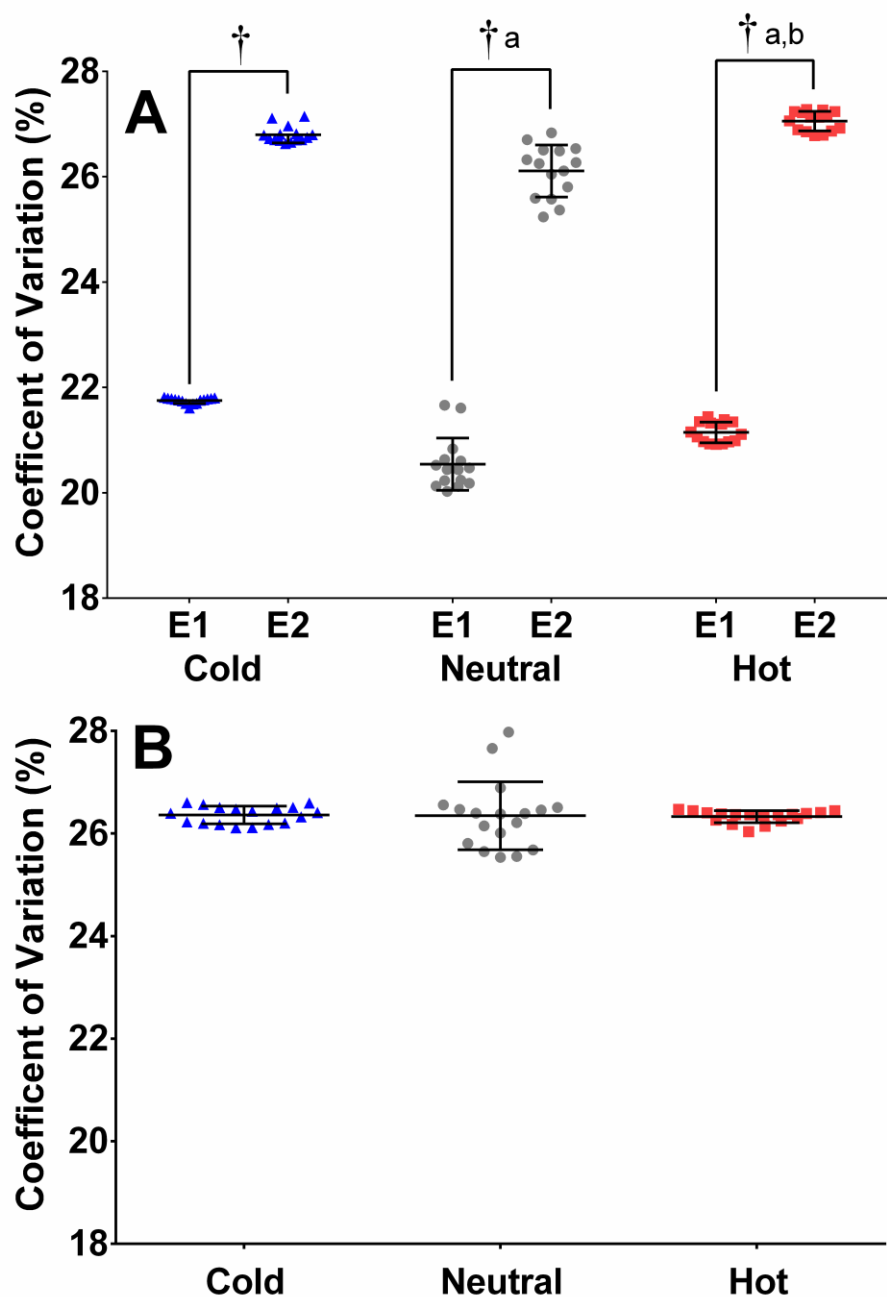 † † a † a,b
A
Coefficent of Variation (%)
28
26
24
22
20
18
E1 E2 E1 E2 E1 E2
Cold Neutral Hot
B
Coefficent of Variation (%)
28
26
24
22
20
18
Cold Neutral Hot